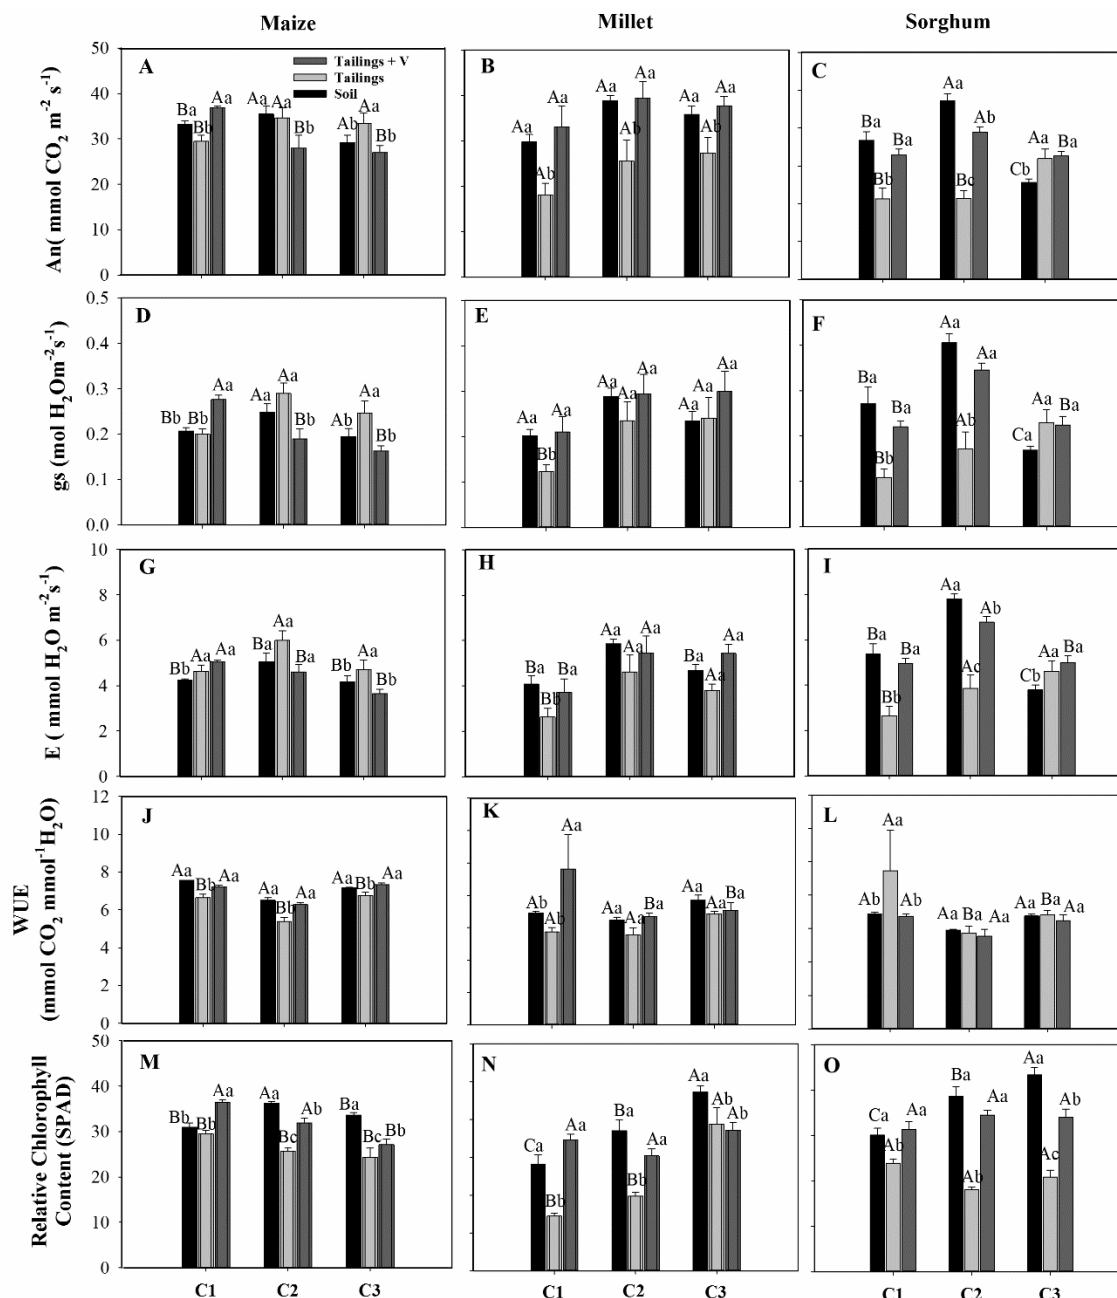 Maize Millet Sorghum
50 A Tailings + V B C
Tailings
Soil
40
30
20
10
0
An( mmol CO2 m-2 s-1)
Ba Bb Aa Aa Aa Bb Ab Aa Bb
Aa Ab Aa Aa Ab Aa Aa Ab Aa
Ba Bb Ba Aa Bc Ab Cb Aa Ba
0.5 D E F
0.4
0.3
0.2
0.1
0.0
gs (mol H2Om-2s-1)
Bb Bb Aa Aa Aa Bb Ab Aa Bb
Aa Bb Aa Aa Aa Aa Aa Aa Aa
Ba Bb Ba Aa Ab Aa Ca Aa Ba
10 G H I
8
6
4
2
0
E ( mmol H2O m-2s-1)
Bb Aa Aa Ba Aa Ba Bb Aa Bb
Ba Bb Ba Aa Aa Aa Ba Aa Aa
Ba Bb Ba Aa Ac Ab Cb Aa Ba
12 J K L
10
8
6
4
2
0
WUE
(mmol CO2 mmol-1H2O)
Aa Bb Aa Aa Bb Aa Aa Bb Aa
Ab Ab Aa Aa Aa Ba Aa Aa Ba
Ab Aa Ab Aa Ba Aa Aa Ba Aa
50 M N O
40
30
20
10
0
Relative Chlorophyll
Content (SPAD)
Bb Bb Aa Aa Bc Ab Ba Bc Bb
Ca Bb Aa Ba Bb Aa Aa Ab Ab
Ca Ab Aa Ba Ab Aa Aa Ac Ab
C1 C2 C3 C1 C2 C3 C1 C2 C3